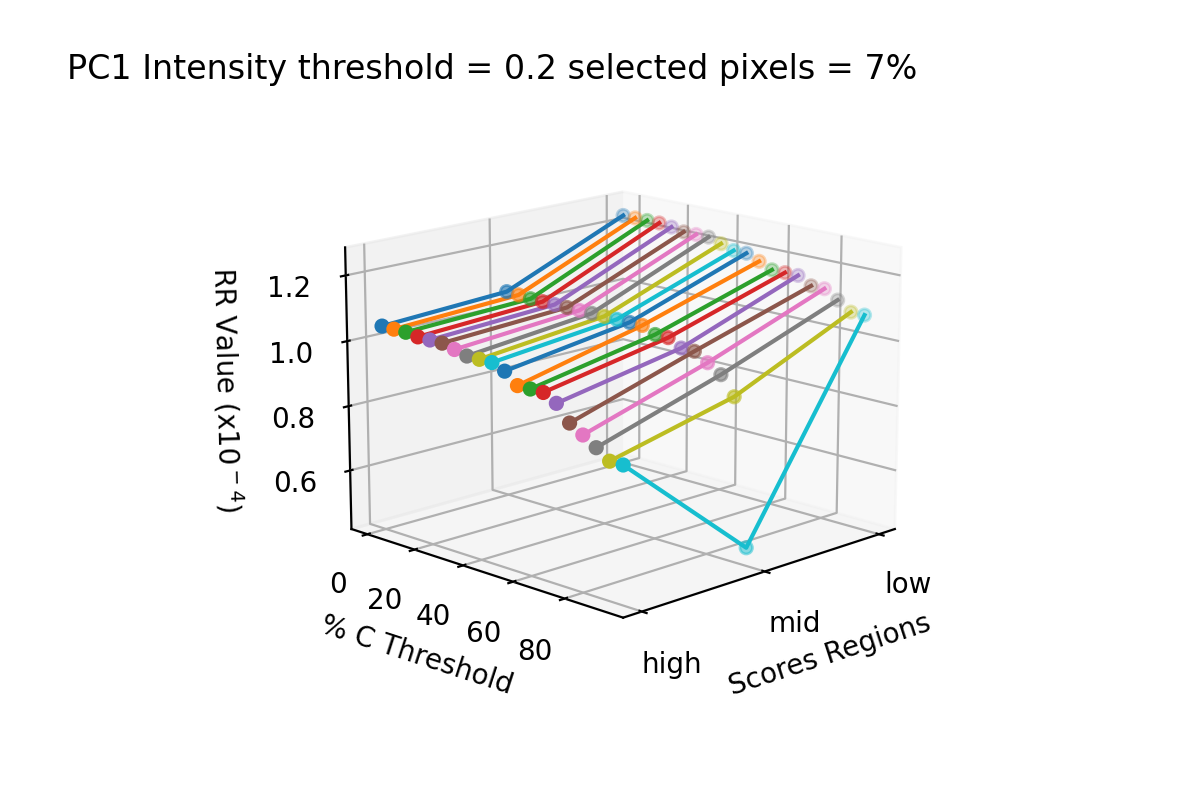 PC1 Intensity threshold = 0.2 selected pixels = 7%
RR Value (x10⁻⁴)
1.2
1.0
0.8
0.6
0
20
40
60
80
% C Threshold
low
mid
high
Scores Regions